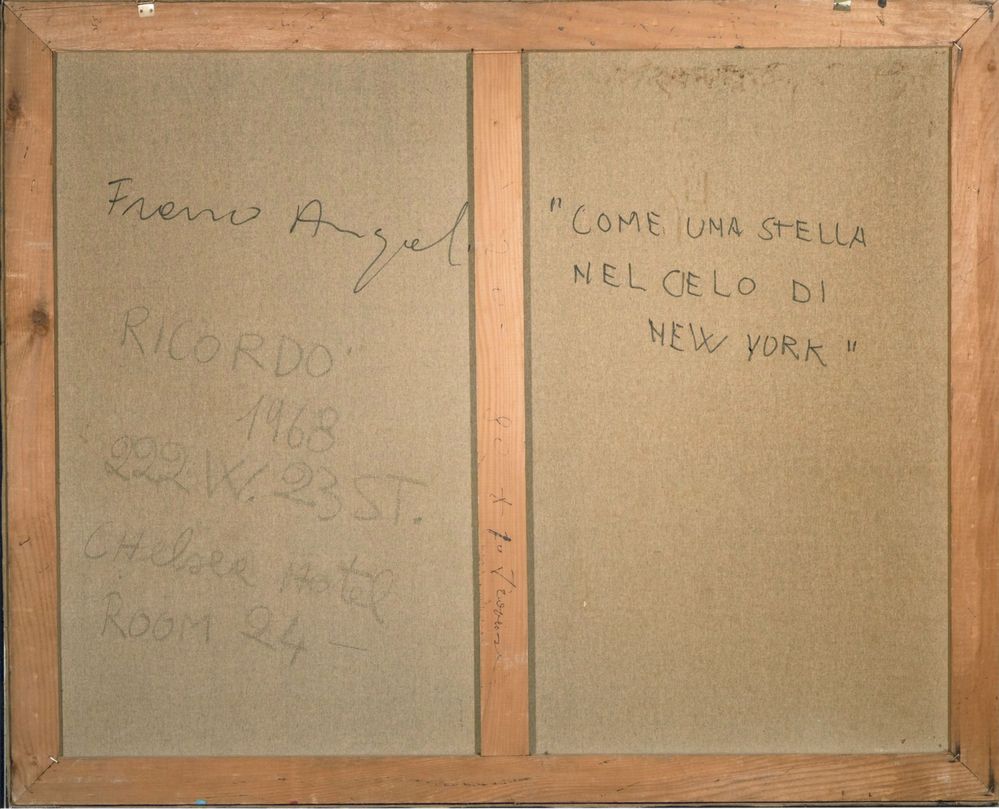 Franco Angeli
RICORDO
1968
222 W. 23 ST.
CHelsea Hotel
ROOM 24 —
"COME UNA STELLA
NEL CIELO DI
NEW YORK"